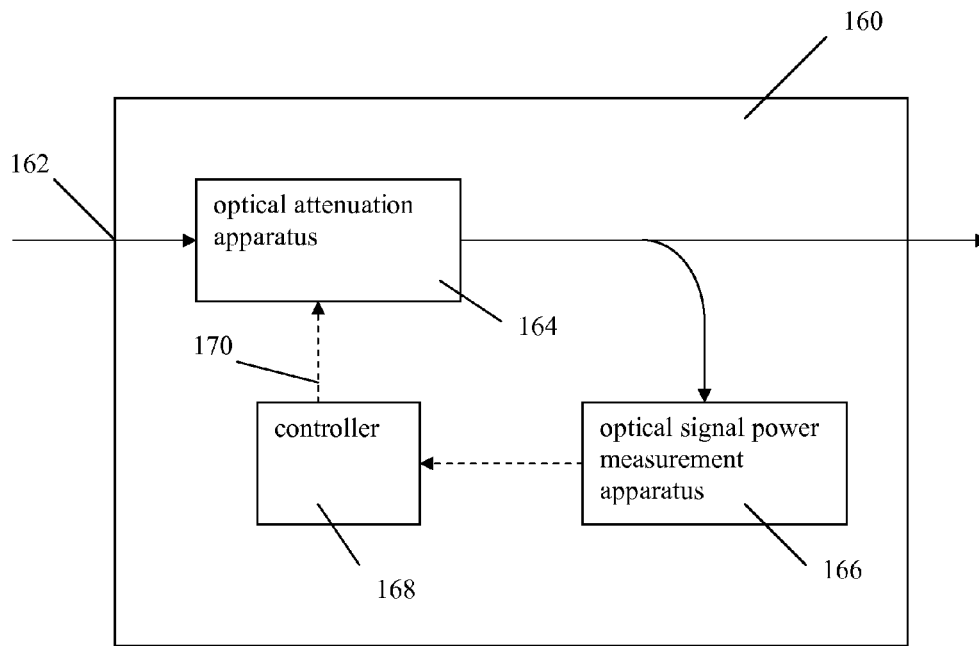 160
162
optical attenuation
apparatus
164
170
controller
optical signal power
measurement
apparatus
168
166